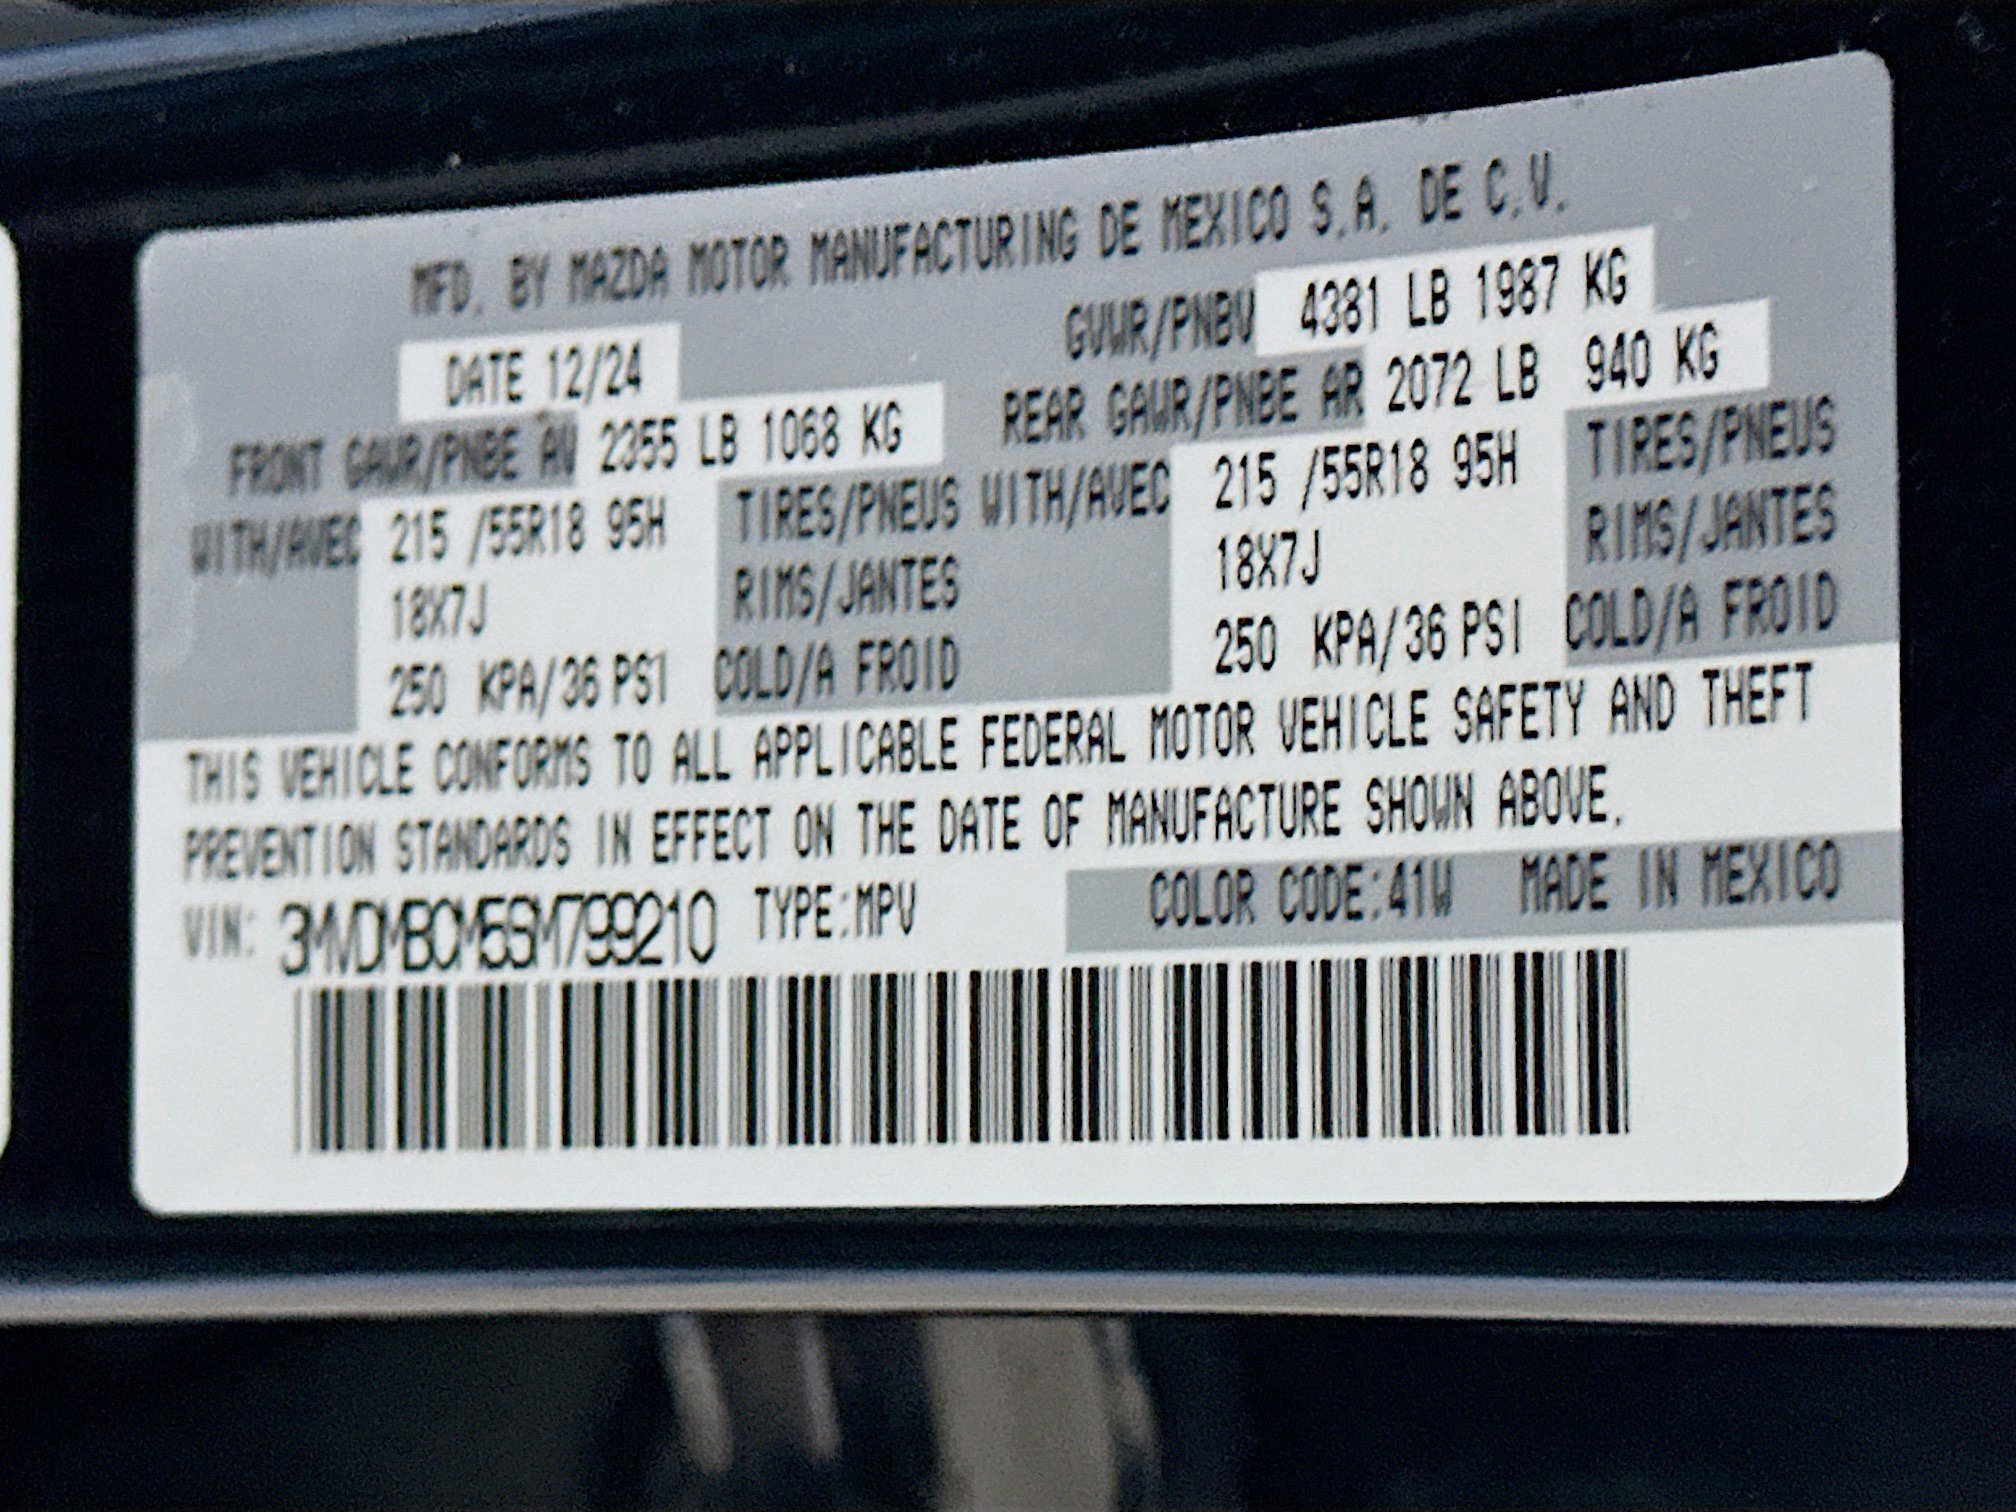 MFD. BY MAZDA MOTOR MANUFACTURING DE MEXICO S.A. DE C.V.
DATE 12/24 GVWR/PNBV 4381 LB 1987 KG
FRONT GAWR/PNBE AV 2355 LB 1068 KG REAR GAWR/PNBE AR 2072 LB 940 KG
WITH/AVEC 215 /55R18 95H TIRES/PNEUS WITH/AVEC 215 /55R18 95H TIRES/PNEUS
18X7J RIMS/JANTES 18X7J RIMS/JANTES
250 KPA/36 PSI COLD/A FROID 250 KPA/36 PSI COLD/A FROID
THIS VEHICLE CONFORMS TO ALL APPLICABLE FEDERAL MOTOR VEHICLE SAFETY AND THEFT
PREVENTION STANDARDS IN EFFECT ON THE DATE OF MANUFACTURE SHOWN ABOVE.
VIN: 3MVDMBCM5SM799210 TYPE:MPV COLOR CODE:41W MADE IN MEXICO